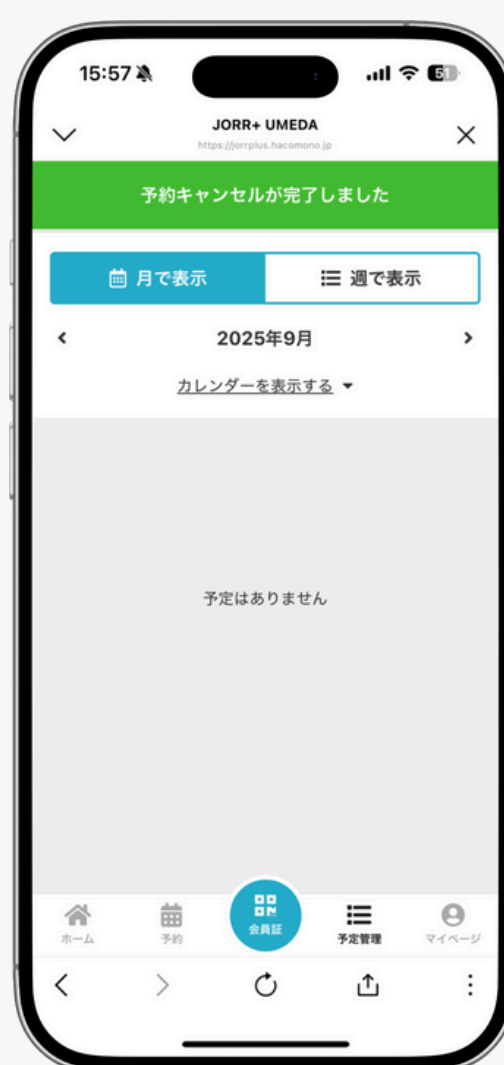 15:57
51
JORR+ UMEDA
https://jorrplus.hacomono.jp
予約キャンセルが完了しました
月で表示
週で表示
2025年9月
カレンダーを表示する
予定はありません
ホーム
予約
会員証
予定管理
マイページ